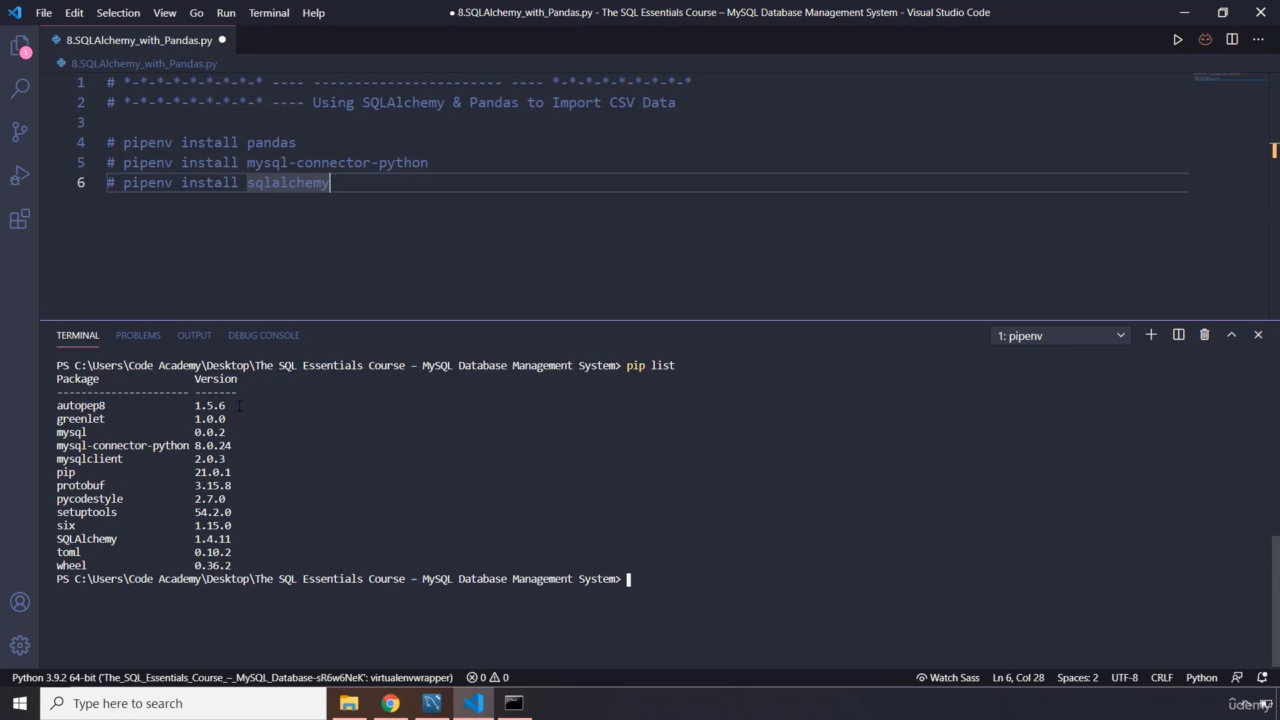 File Edit Selection View Go Run Terminal Help
● 8.SQLAlchemy_with_Pandas.py - The SQL Essentials Course – MySQL Database Management System - Visual Studio Code
8.SQLAlchemy_with_Pandas.py ●
8.SQLAlchemy_with_Pandas.py
1 # *-*-*-*-*-*-*-*-* ---- ----------------------- ---- *-*-*-*-*-*-*-*-*
2 # *-*-*-*-*-*-*-*-* ---- Using SQLAlchemy & Pandas to Import CSV Data
3
4 # pipenv install pandas
5 # pipenv install mysql-connector-python
6 # pipenv install sqlalchemy
1
TERMINAL PROBLEMS OUTPUT DEBUG CONSOLE
1: pipenv
PS C:\Users\Code Academy\Desktop\The SQL Essentials Course – MySQL Database Management System> pip list
Package Version
---------------------- -------
autopep8 1.5.6
greenlet 1.0.0
mysql 0.0.2
mysql-connector-python 8.0.24
mysqlclient 2.0.3
pip 21.0.1
protobuf 3.15.8
pycodestyle 2.7.0
setuptools 54.2.0
six 1.15.0
SQLAlchemy 1.4.11
toml 0.10.2
wheel 0.36.2
PS C:\Users\Code Academy\Desktop\The SQL Essentials Course – MySQL Database Management System>
Python 3.9.2 64-bit ('The_SQL_Essentials_Course_–_MySQL_Database-sR6w6NeK': virtualenvwrapper) 0 0 Watch Sass Ln 6, Col 28 Spaces: 2 UTF-8 CRLF Python
Type here to search
udemy